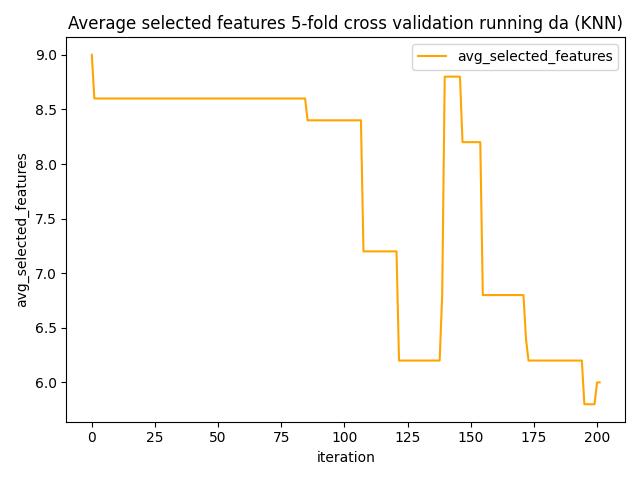 Average selected features 5-fold cross validation running da (KNN)
avg_selected_features
9.0
8.5
8.0
7.5
7.0
6.5
6.0
avg_selected_features
0 25 50 75 100 125 150 175 200
iteration